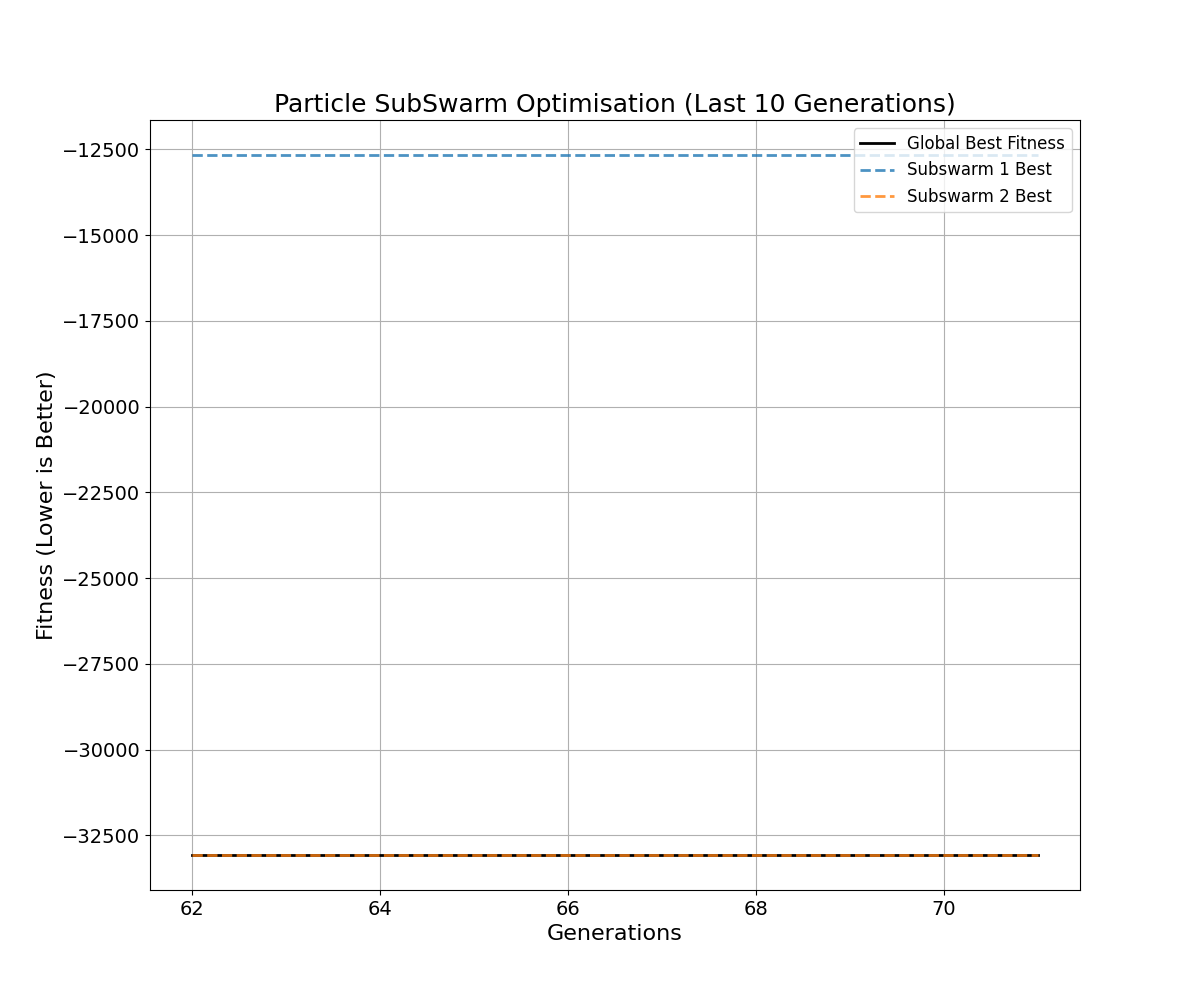 Particle SubSwarm Optimisation (Last 10 Generations)
Global Best Fitness
Subswarm 1 Best
Subswarm 2 Best
−12500
−15000
−17500
−20000
−22500
−25000
−27500
−30000
−32500
Fitness (Lower is Better)
62 64 66 68 70
Generations